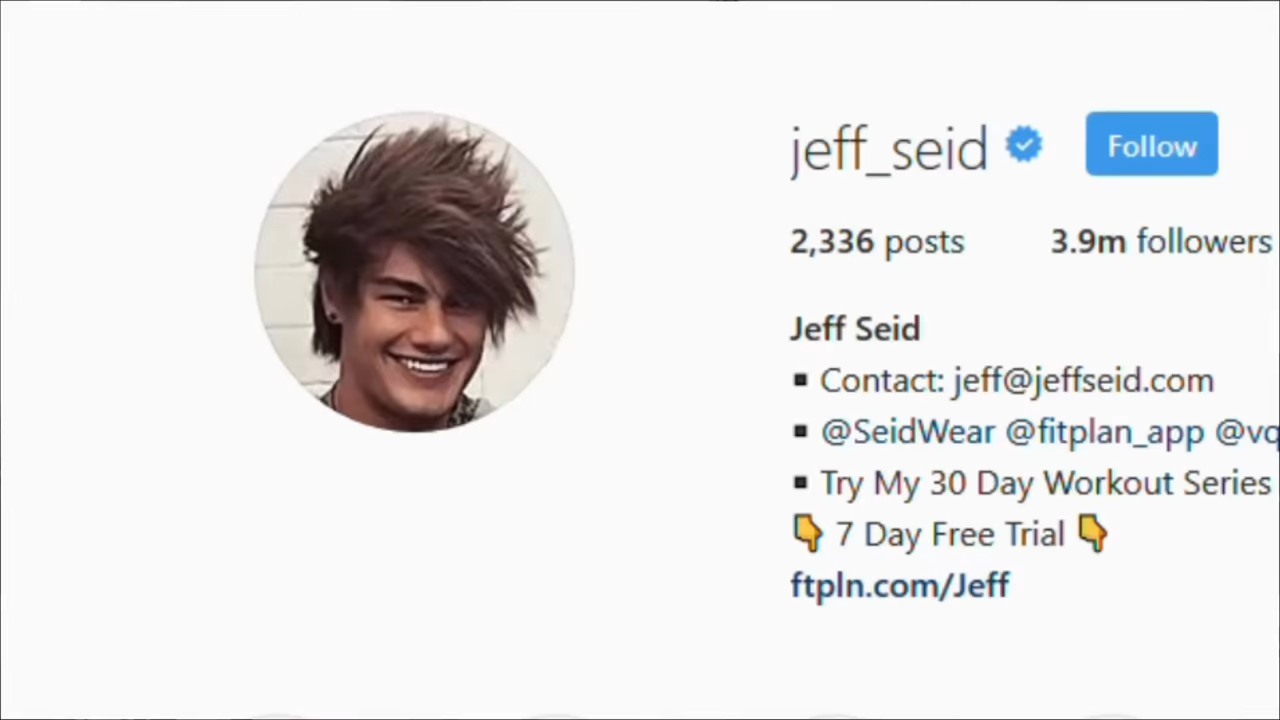 jeff_seid Follow
2,336 posts 3.9m followers
Jeff Seid
▪ Contact: jeff@jeffseid.com
▪ @SeidWear @fitplan_app @vq
▪ Try My 30 Day Workout Series
👇 7 Day Free Trial 👇
ftpln.com/Jeff